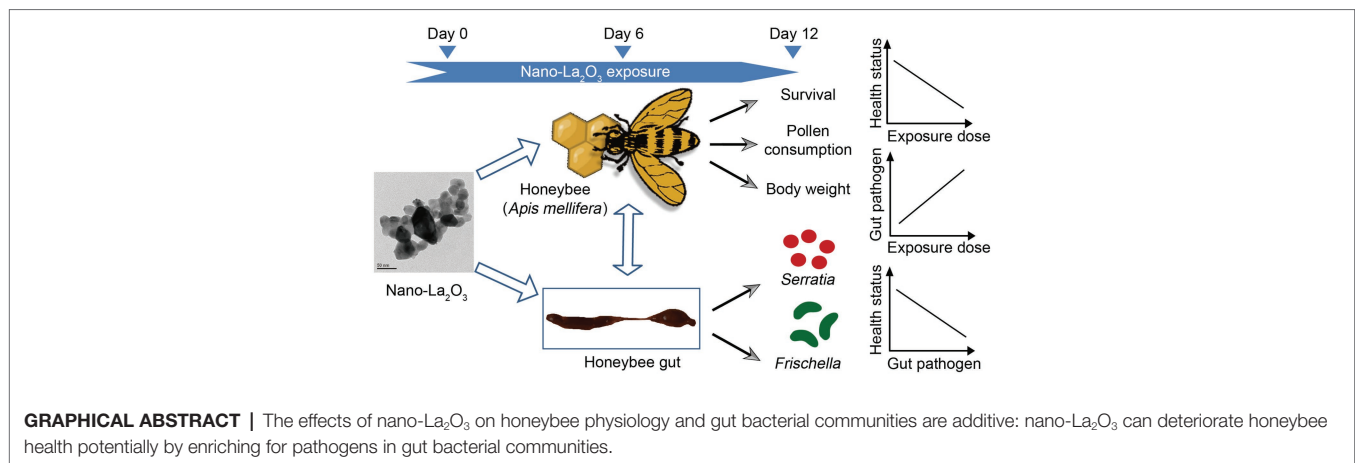 Day 0
Day 6
Day 12
Nano-La₂O₃ exposure
Survival
Pollen
consumption
Body weight
Honeybee
(Apis mellifera)
50 nm
Nano-La₂O₃
Honeybee gut
Serratia
Frischella
Health status
Exposure dose
Gut pathogen
Exposure dose
Health status
Gut pathogen
GRAPHICAL ABSTRACT | The effects of nano-La₂O₃ on honeybee physiology and gut bacterial communities are additive: nano-La₂O₃ can deteriorate honeybee
health potentially by enriching for pathogens in gut bacterial communities.